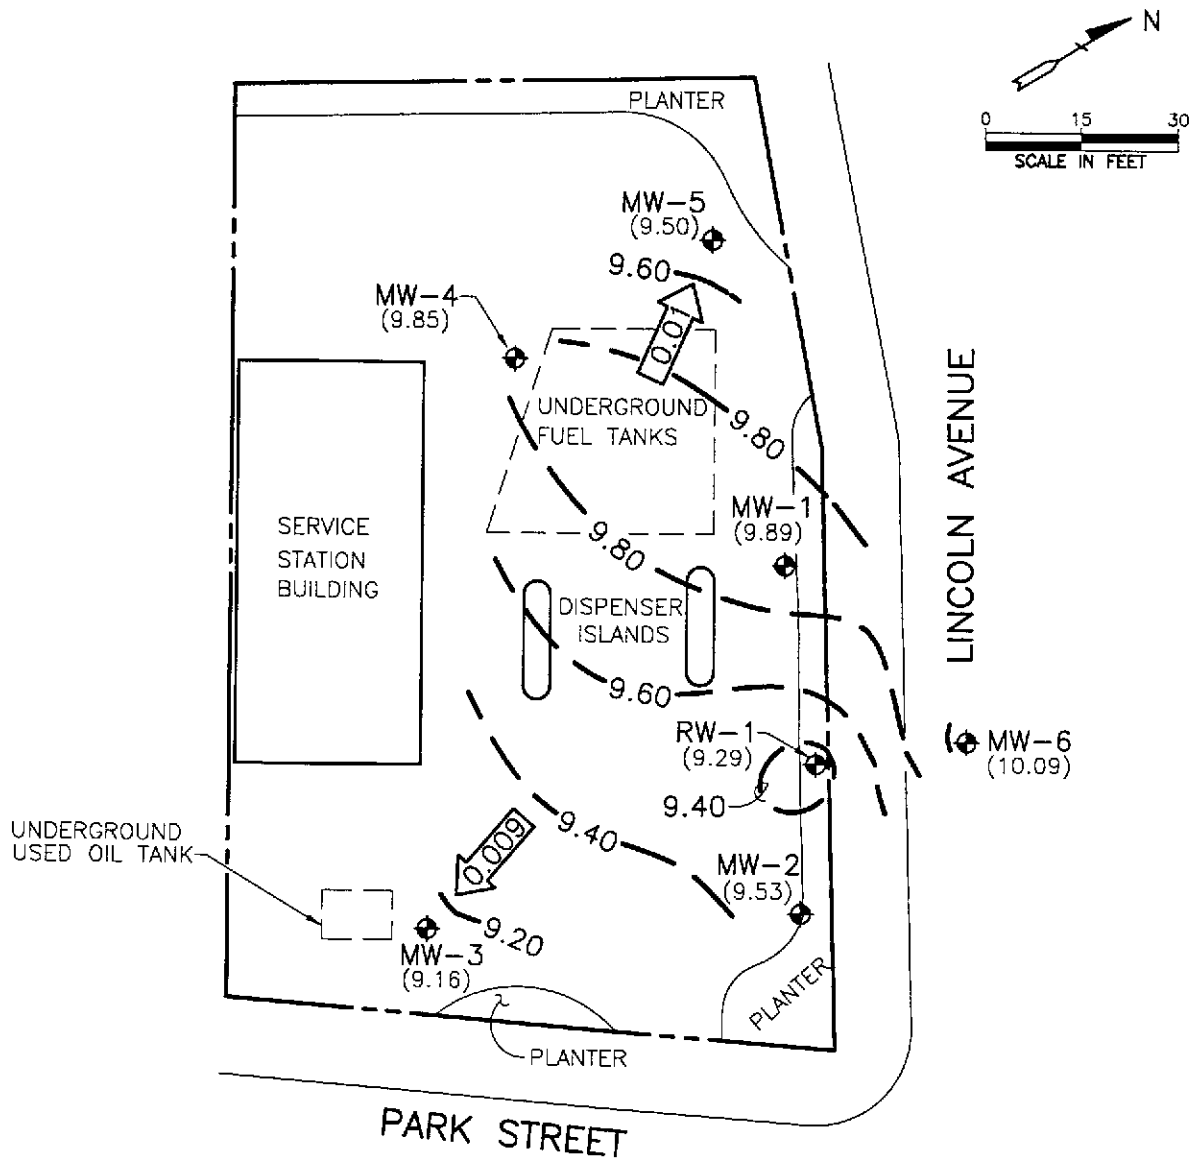 N
0 15 30
SCALE IN FEET
PLANTER
MW-5
(9.50)
9.60
MW-4
(9.85)
0.01
UNDERGROUND
FUEL TANKS
9.80
LINCOLN AVENUE
MW-1
(9.89)
SERVICE
STATION
BUILDING
9.80
DISPENSER
ISLANDS
9.60
RW-1
(9.29)
MW-6
(10.09)
9.40
UNDERGROUND
USED OIL TANK
9.40
0.009
MW-2
(9.53)
9.20
MW-3
(9.16)
PLANTER
PLANTER
PARK STREET